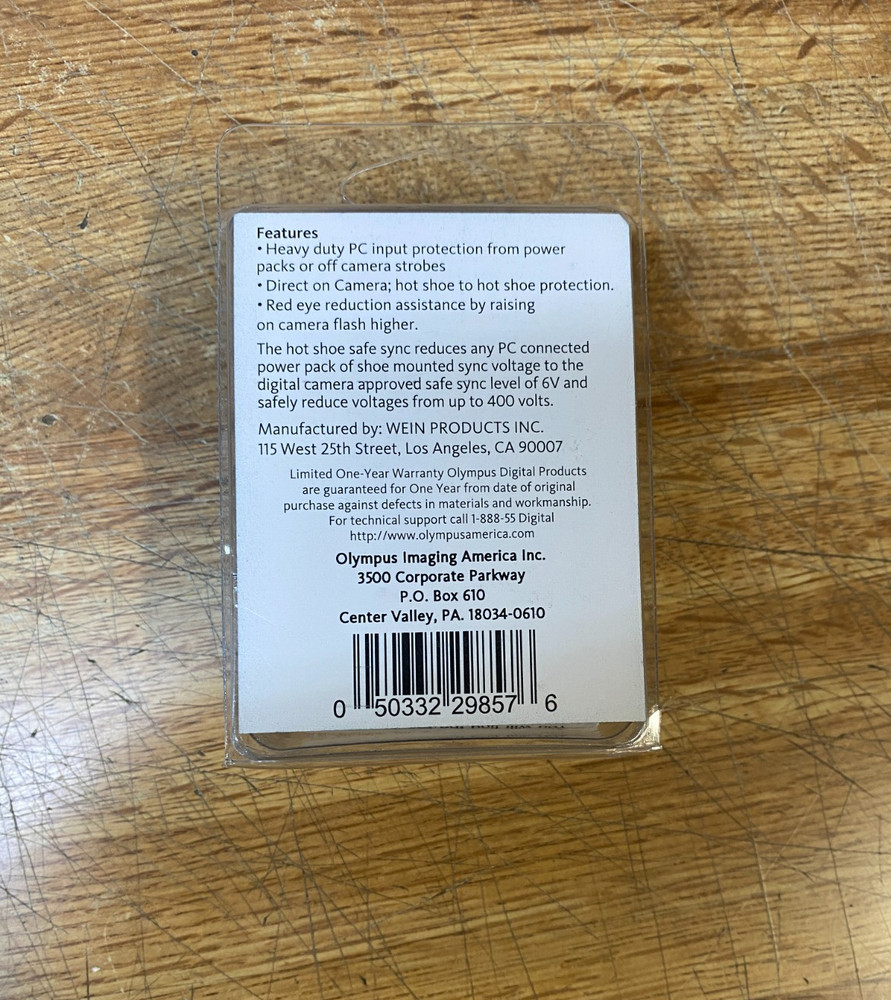 Features
• Heavy duty PC input protection from power
packs or off camera strobes
• Direct on Camera; hot shoe to hot shoe protection.
• Red eye reduction assistance by raising
on camera flash higher.
The hot shoe safe sync reduces any PC connected
power pack of shoe mounted sync voltage to the
digital camera approved safe sync level of 6V and
safely reduce voltages from up to 400 volts.
Manufactured by: WEIN PRODUCTS INC.
115 West 25th Street, Los Angeles, CA 90007
Limited One-Year Warranty Olympus Digital Products
are guaranteed for One Year from date of original
purchase against defects in materials and workmanship.
For technical support call 1-888-55 Digital
http://www.olympusamerica.com
Olympus Imaging America Inc.
3500 Corporate Parkway
P.O. Box 610
Center Valley, PA. 18034-0610
0 50332 29857 6